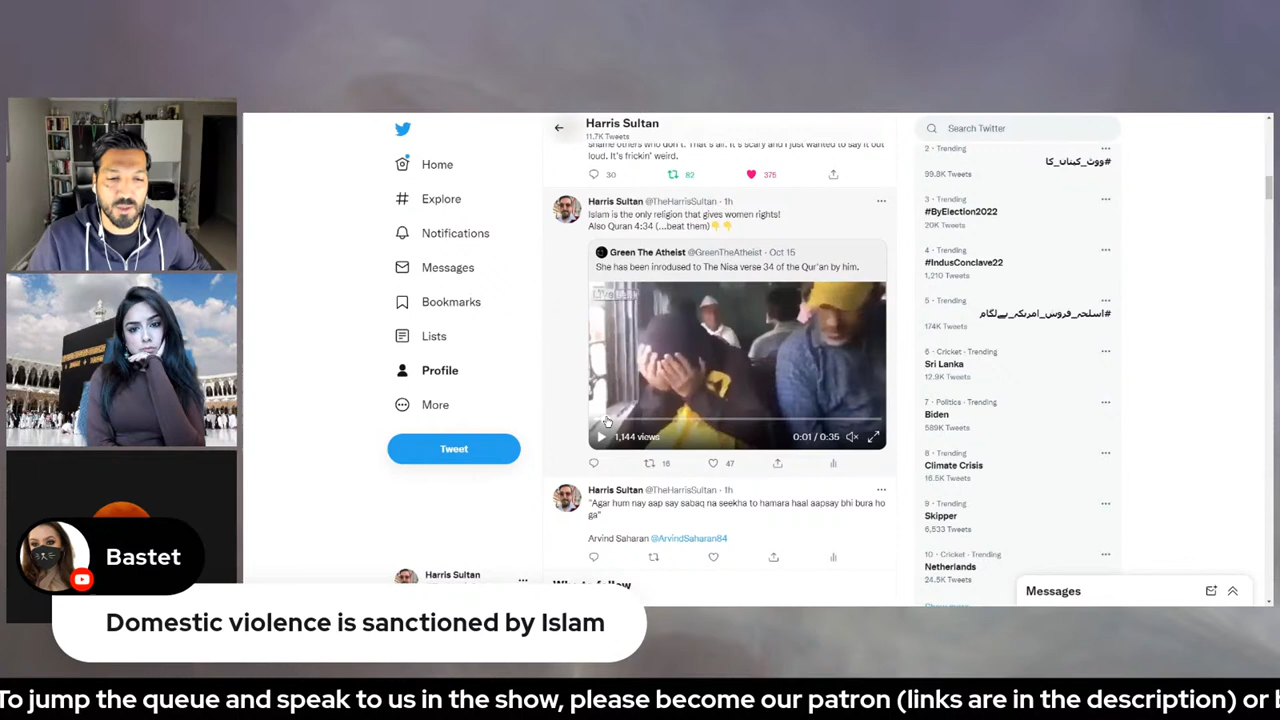 Harris Sultan
11.7K Tweets
Search Twitter
Home
Explore
Notifications
Messages
Bookmarks
Lists
Profile
More
Tweet
Harris Sultan
shame others who don't. That's all. It's scary and I just wanted to say it out
loud. It's frickin' weird.
30 82 375
Harris Sultan @TheHarrisSultan · 1h
Islam is the only religion that gives women rights!
Also Quran 4:34 (...beat them)👇👇
Green The Atheist @GreenTheAtheist · Oct 15
She has been inrodused to The Nisa verse 34 of the Qur'an by him.
LiveLeak
1,144 views
0:01 / 0:35
16 47
Harris Sultan @TheHarrisSultan · 1h
"Agar hum nay aap say sabaq na seekha to hamara haal aapsay bhi bura ho
ga"
Arvind Saharan @ArvindSaharan84
Who to follow
2 · Trending
#ووٹ_کپتان_کا
99.8K Tweets
3 · Trending
#ByElection2022
20K Tweets
4 · Trending
#IndusConclave22
1,210 Tweets
5 · Trending
#اسلحہ_فروس_امریکہ_بےلگام
174K Tweets
6 · Cricket · Trending
Sri Lanka
12.9K Tweets
7 · Politics · Trending
Biden
589K Tweets
8 · Trending
Climate Crisis
16.5K Tweets
9 · Trending
Skipper
6,533 Tweets
10 · Cricket · Trending
Netherlands
24.5K Tweets
Show more
Messages
Bastet
Domestic violence is sanctioned by Islam
To jump the queue and speak to us in the show, please become our patron (links are in the description) or